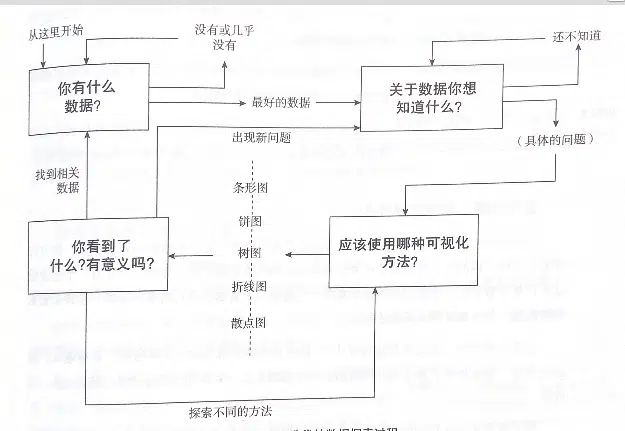 从这里开始
没有或几乎
没有
还不知道
你有什么
数据?
最好的数据
关于数据你想
知道什么?
出现新问题
(具体的问题)
找到相关
数据
条形图
饼图
你看到了
什么?有意义吗?
树图
应该使用哪种可视化
方法?
折线图
散点图
探索不同的方法